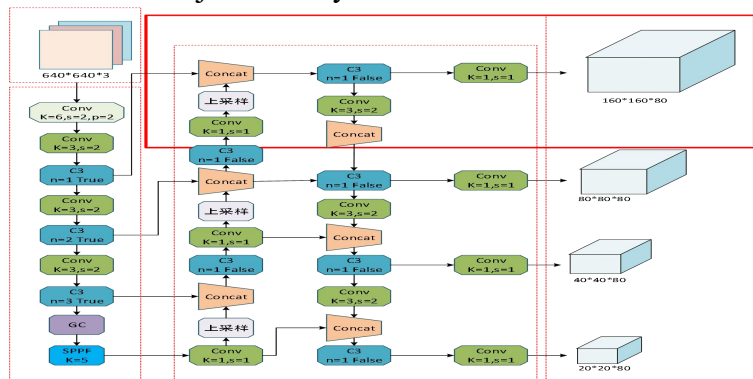 640*640*3
Conv
K=6,s=2,p=2
Conv
K=3,s=2
C3
n=1 True
Conv
K=3,s=2
C3
n=2 True
Conv
K=3,s=2
C3
n=3 True
GC
SPPF
K=5
Concat
上采样
Conv
K=1,s=1
C3
n=1 False
Concat
上采样
Conv
K=1,s=1
C3
n=1 False
Concat
上采样
Conv
K=1,s=1
C3
n=1 False
Conv
K=3,s=2
Concat
C3
n=1 False
Conv
K=3,s=2
Concat
C3
n=1 False
Conv
K=3,s=2
Concat
C3
n=1 False
Conv
K=1,s=1
Conv
K=1,s=1
Conv
K=1,s=1
Conv
K=1,s=1
160*160*80
80*80*80
40*40*80
20*20*80